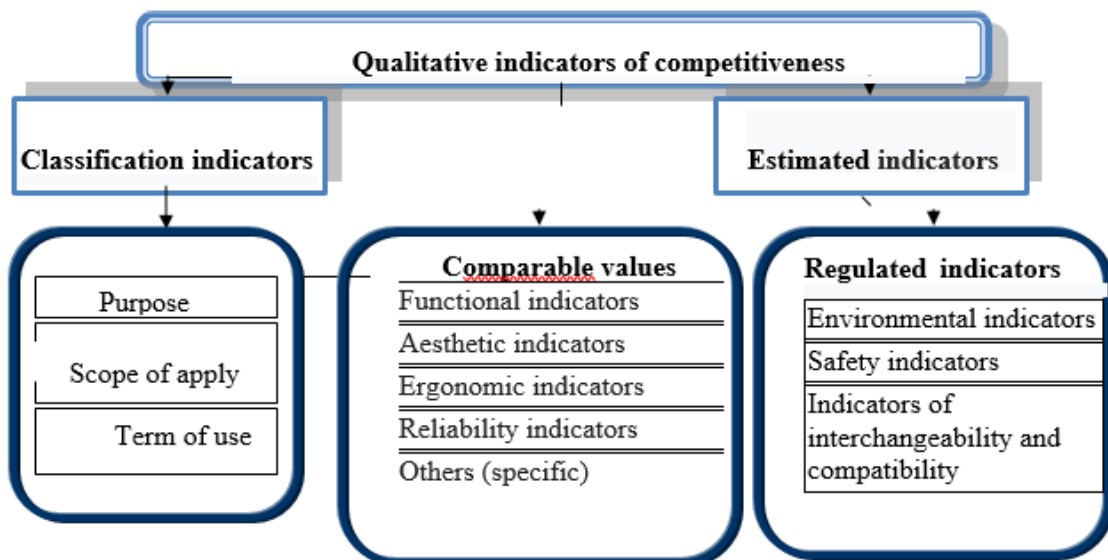 Qualitative indicators of competitiveness
Classification indicators
Estimated indicators
Purpose
Scope of apply
Term of use
Comparable values
Functional indicators
Aesthetic indicators
Ergonomic indicators
Reliability indicators
Others (specific)
Regulated indicators
Environmental indicators
Safety indicators
Indicators of
interchangeability and
compatibility